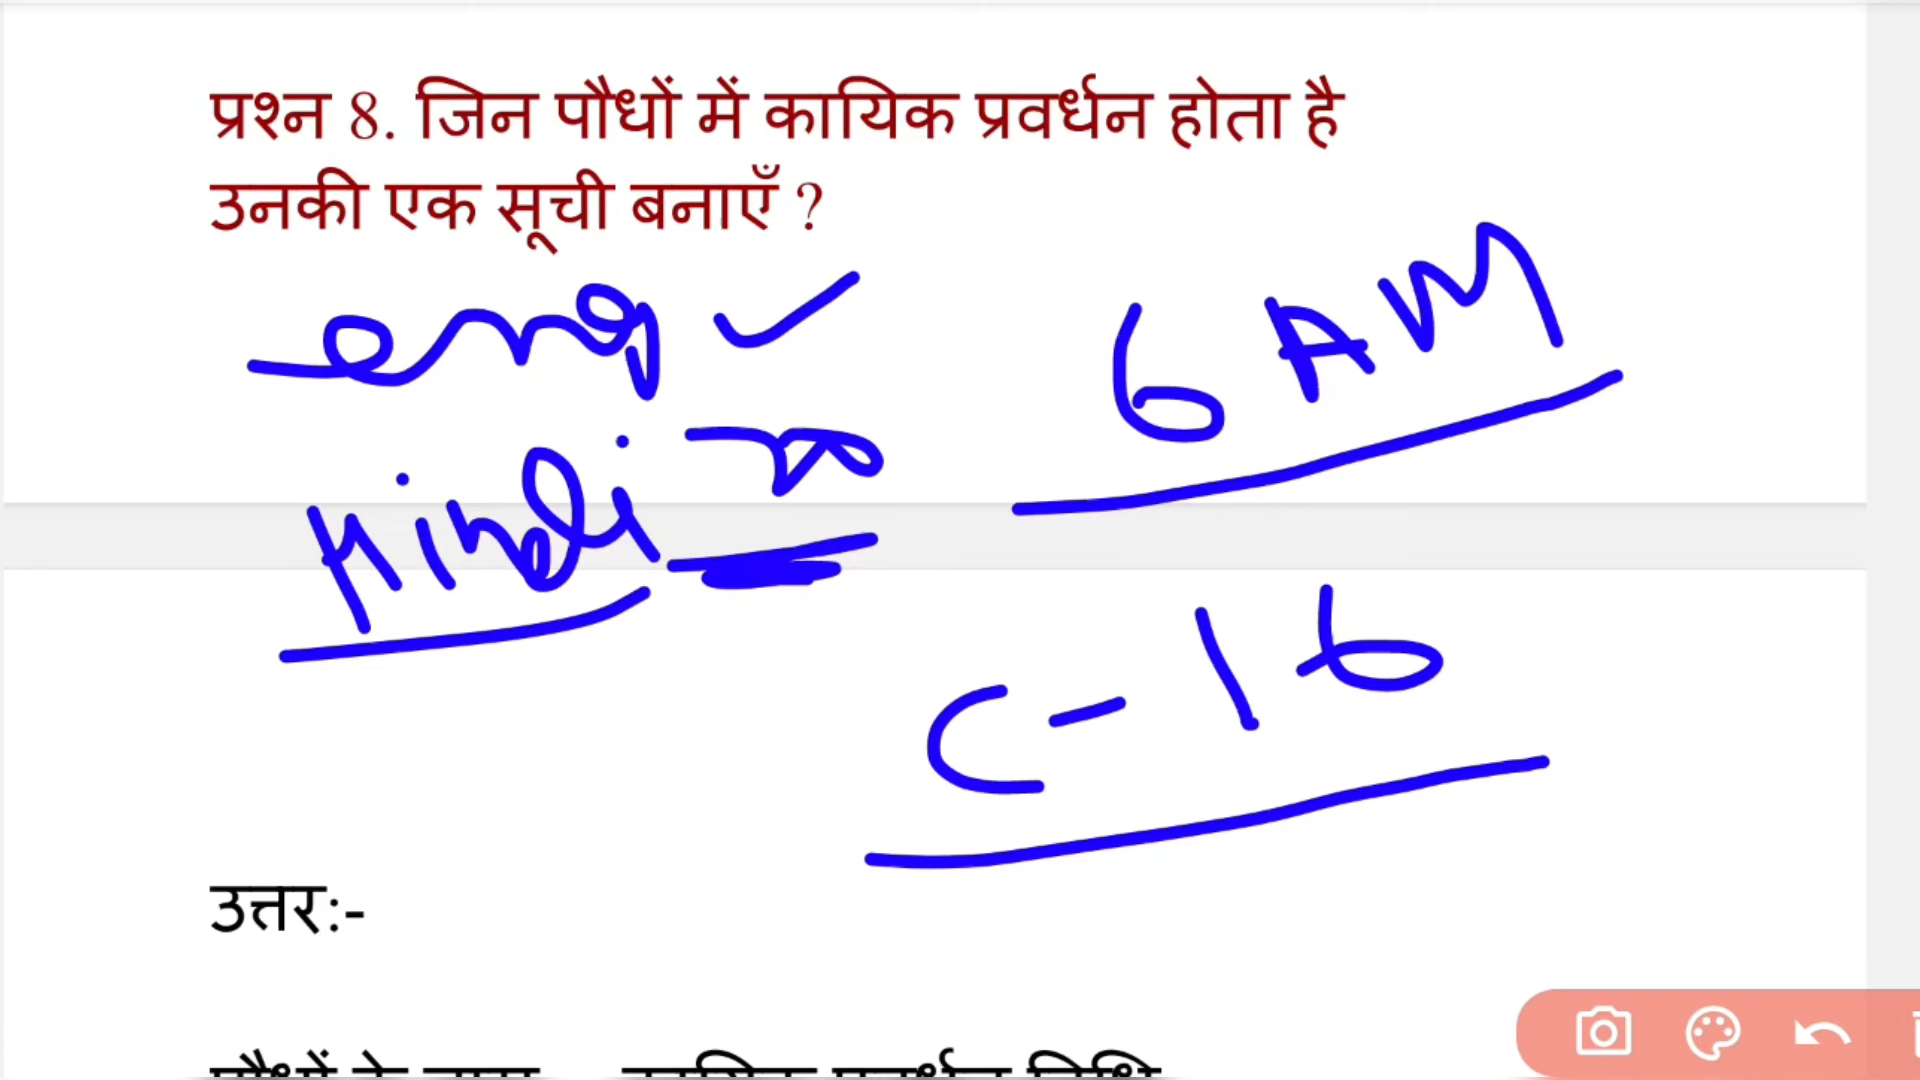 प्रश्न 8. जिन पौधों में कायिक प्रवर्धन होता है
उनकी एक सूची बनाएँ ?
eng
6 AM
Hindi
C-16
उत्तर:-